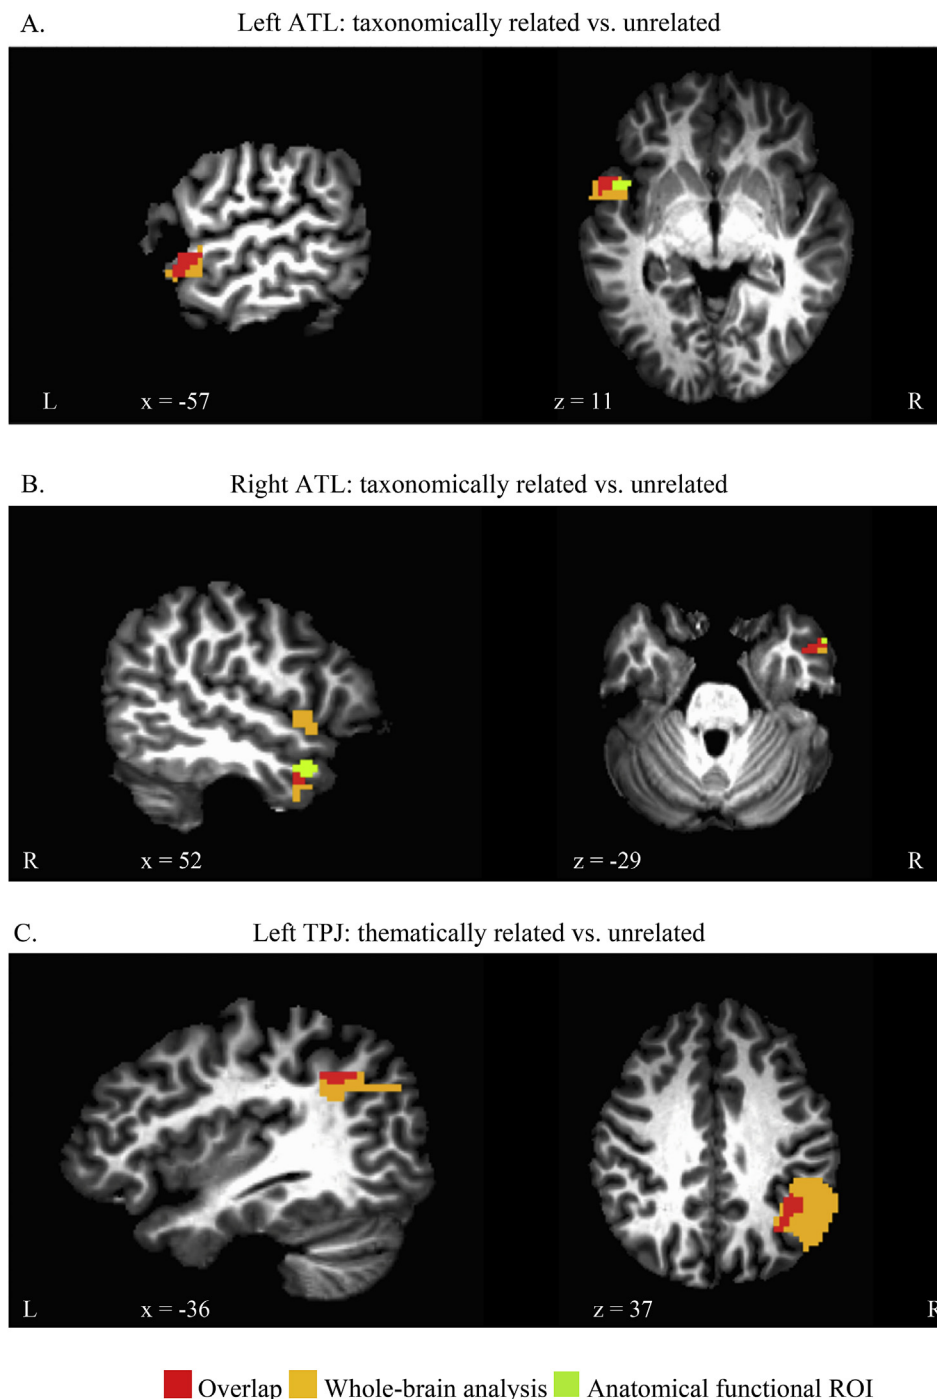 A. Left ATL: taxonomically related vs. unrelated
L x = -57 z = 11 R
B. Right ATL: taxonomically related vs. unrelated
R x = 52 z = -29 R
C. Left TPJ: thematically related vs. unrelated
L x = -36 z = 37 R
Overlap Whole-brain analysis Anatomical functional ROI